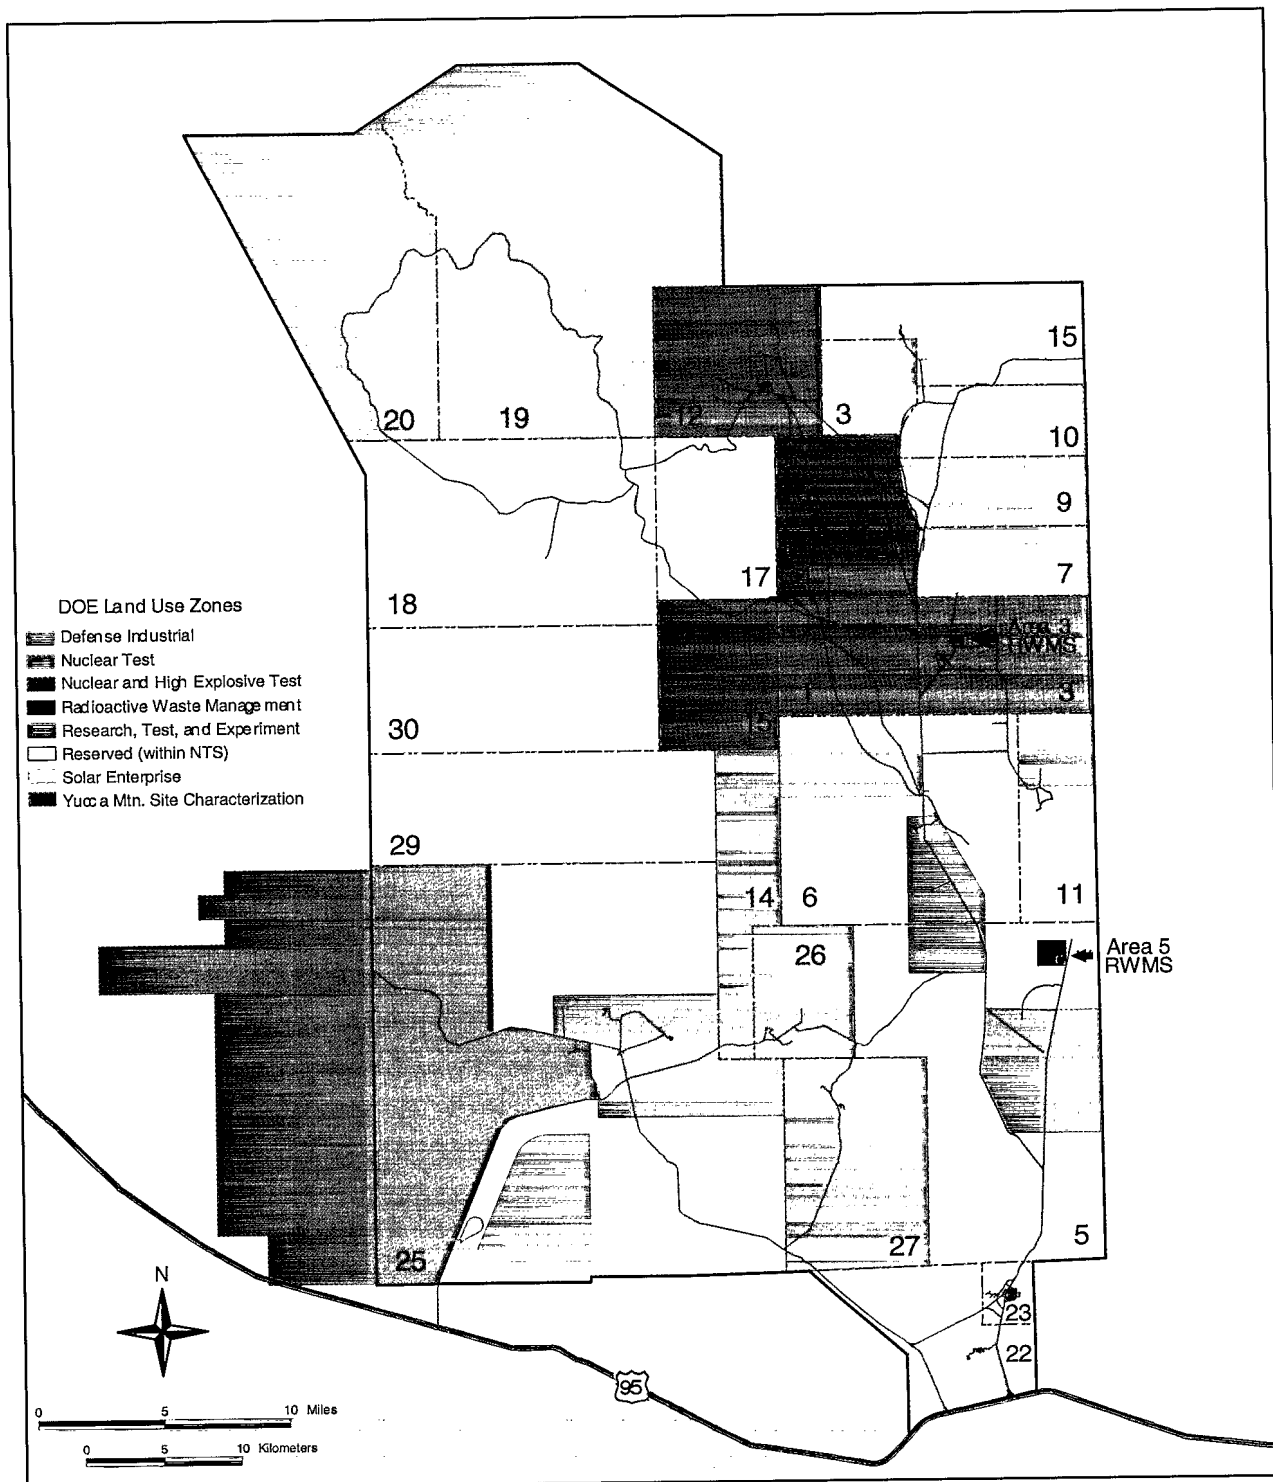 15
20
19
12
3
10
9
17
7
18
DOE Land Use Zones
Defense Industrial
Nuclear Test
Nuclear and High Explosive Test
Radioactive Waste Management
Research, Test, and Experiment
Reserved (within NTS)
Solar Enterprise
Yucca Mtn. Site Characterization
Area 3
RWMS
1
3
30
29
14
6
11
26
Area 5
RWMS
25
27
5
N
23
22
95
0 5 10 Miles
0 5 10 Kilometers